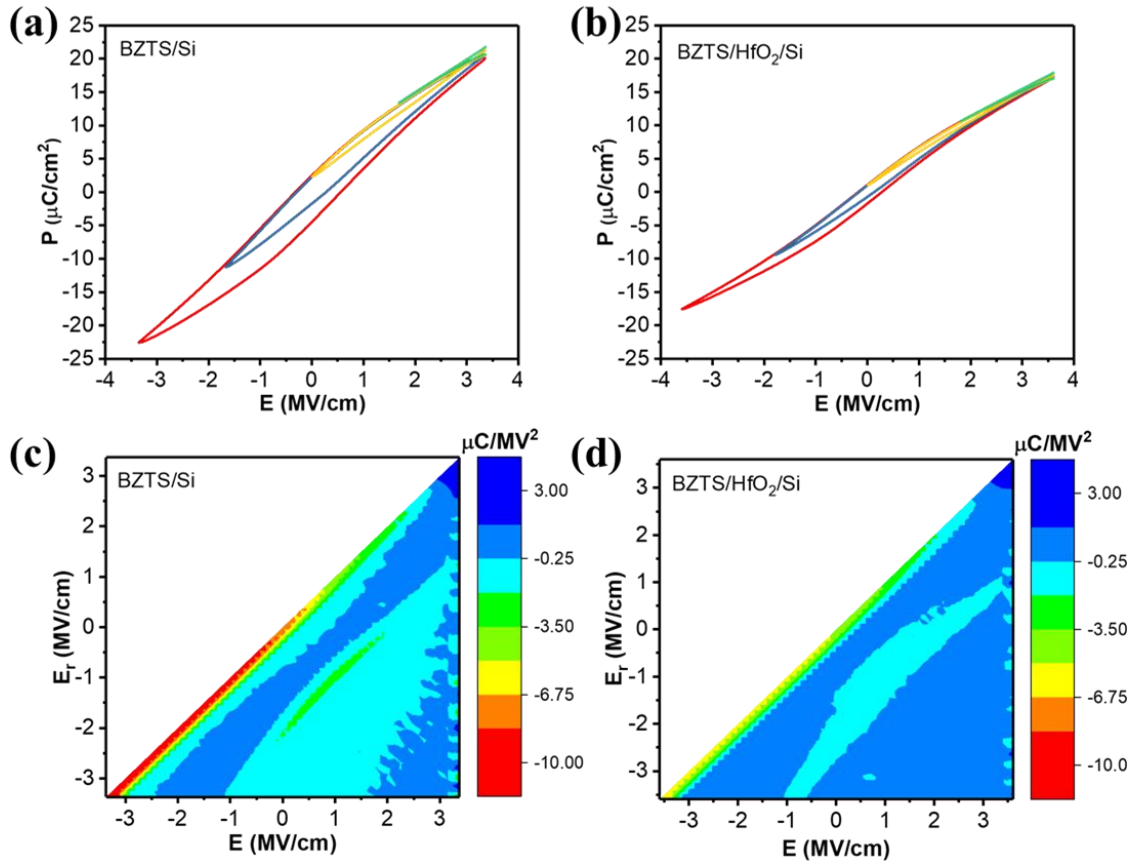 (a)
BZTS/Si
25
20
15
10
5
0
-5
-10
-15
-20
-25
P (μC/cm²)
-4 -3 -2 -1 0 1 2 3 4
E (MV/cm)
(b)
BZTS/HfO₂/Si
25
20
15
10
5
0
-5
-10
-15
-20
-25
P (μC/cm²)
-4 -3 -2 -1 0 1 2 3 4
E (MV/cm)
(c)
BZTS/Si
3
2
1
0
-1
-2
-3
Eᵣ (MV/cm)
-3 -2 -1 0 1 2 3
E (MV/cm)
μC/MV²
3.00
-0.25
-3.50
-6.75
-10.00
(d)
BZTS/HfO₂/Si
3
2
1
0
-1
-2
-3
Eᵣ (MV/cm)
-3 -2 -1 0 1 2 3
E (MV/cm)
μC/MV²
3.00
-0.25
-3.50
-6.75
-10.0